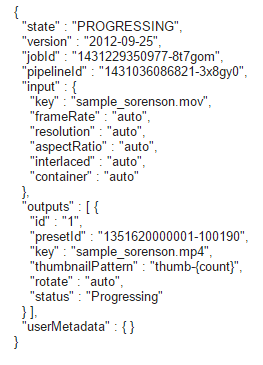 {
"state" : "PROGRESSING",
"version" : "2012-09-25",
"jobId" : "1431229350977-8t7gom",
"pipelineId" : "1431036086821-3x8gy0",
"input" : {
"key" : "sample_sorenson.mov",
"frameRate" : "auto",
"resolution" : "auto",
"aspectRatio" : "auto",
"interlaced" : "auto",
"container" : "auto"
},
"outputs" : [ {
"id" : "1",
"presetId" : "1351620000001-100190",
"key" : "sample_sorenson.mp4",
"thumbnailPattern" : "thumb-{count}",
"rotate" : "auto",
"status" : "Progressing"
} ],
"userMetadata" : { }
}